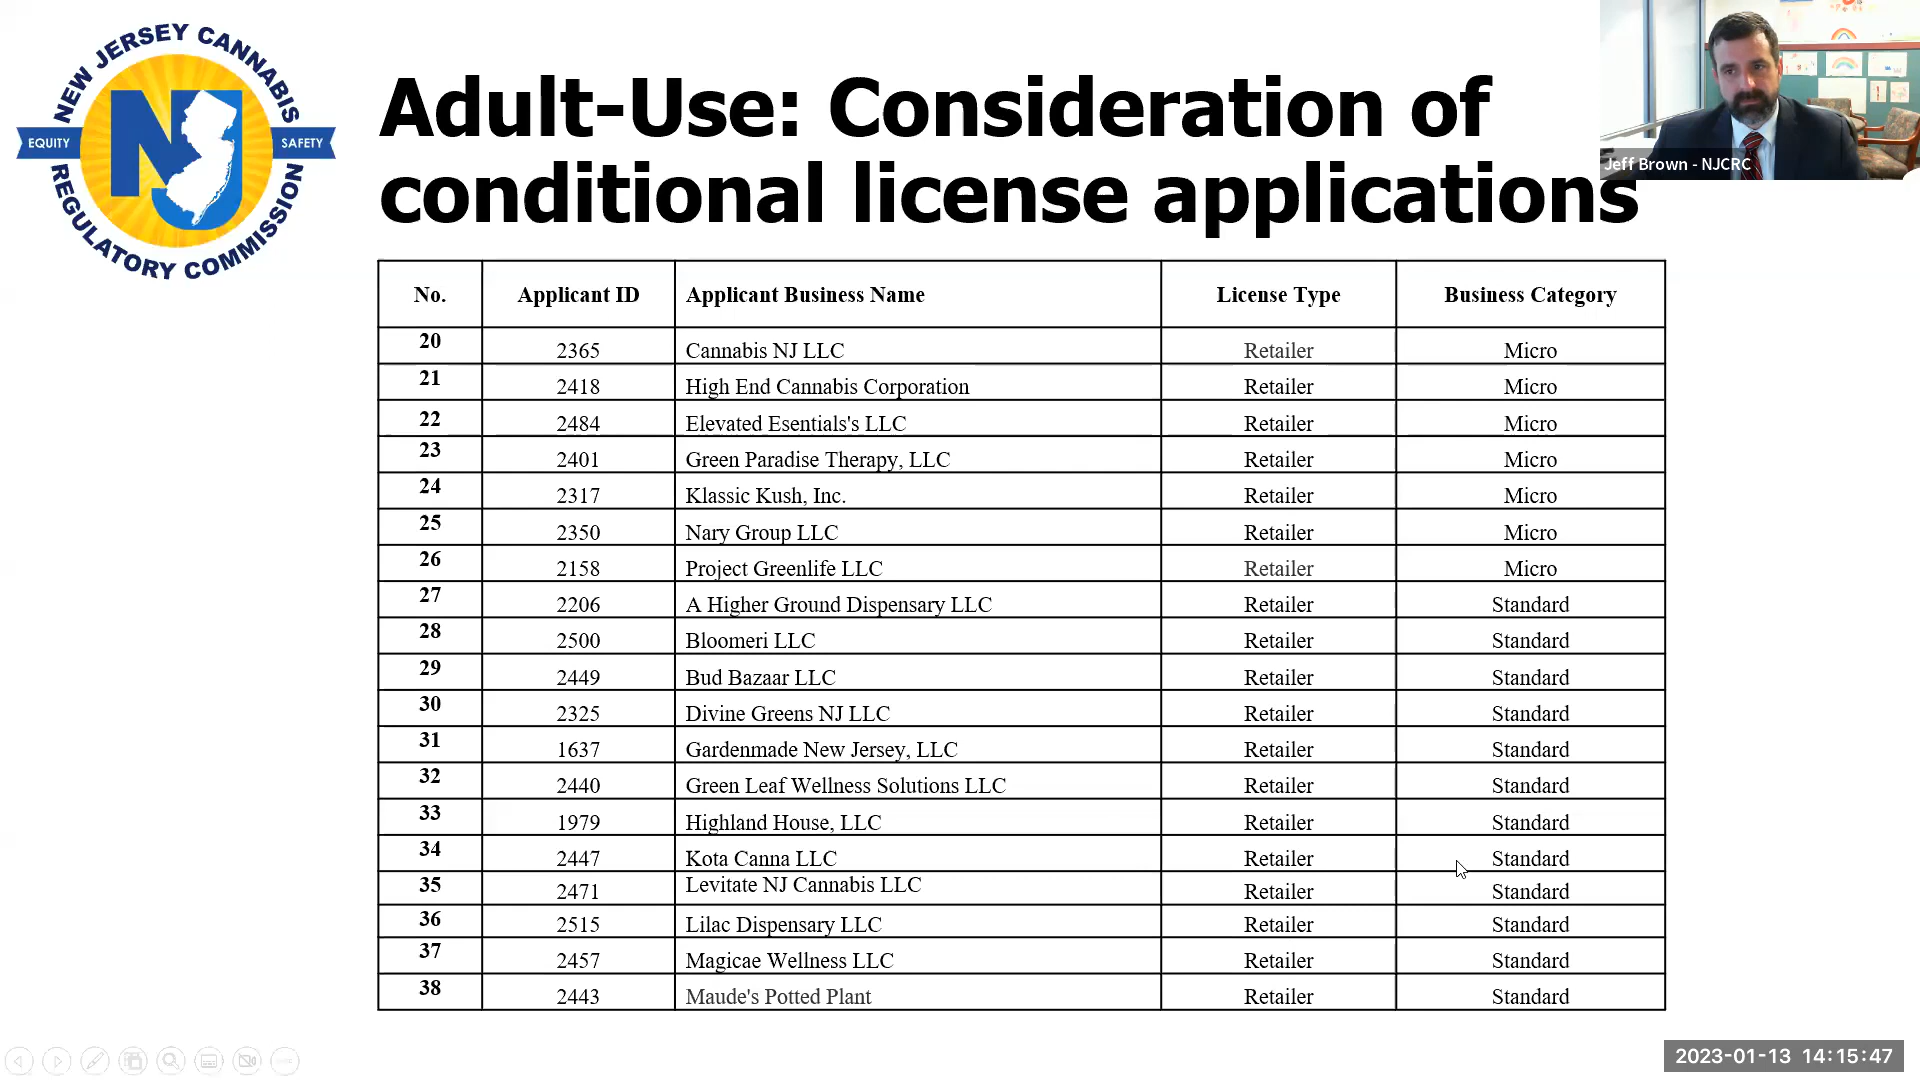 NEW JERSEY CANNABIS
EQUITY
NJ
SAFETY
REGULATORY COMMISSION
Adult-Use: Consideration of
conditional license applications
Jeff Brown - NJCRC
No. Applicant ID Applicant Business Name License Type Business Category
20 2365 Cannabis NJ LLC Retailer Micro
21 2418 High End Cannabis Corporation Retailer Micro
22 2484 Elevated Esentials's LLC Retailer Micro
23 2401 Green Paradise Therapy, LLC Retailer Micro
24 2317 Klassic Kush, Inc. Retailer Micro
25 2350 Nary Group LLC Retailer Micro
26 2158 Project Greenlife LLC Retailer Micro
27 2206 A Higher Ground Dispensary LLC Retailer Standard
28 2500 Bloomeri LLC Retailer Standard
29 2449 Bud Bazaar LLC Retailer Standard
30 2325 Divine Greens NJ LLC Retailer Standard
31 1637 Gardenmade New Jersey, LLC Retailer Standard
32 2440 Green Leaf Wellness Solutions LLC Retailer Standard
33 1979 Highland House, LLC Retailer Standard
34 2447 Kota Canna LLC Retailer Standard
35 2471 Levitate NJ Cannabis LLC Retailer Standard
36 2515 Lilac Dispensary LLC Retailer Standard
37 2457 Magicae Wellness LLC Retailer Standard
38 2443 Maude's Potted Plant Retailer Standard
2023-01-13 14:15:47